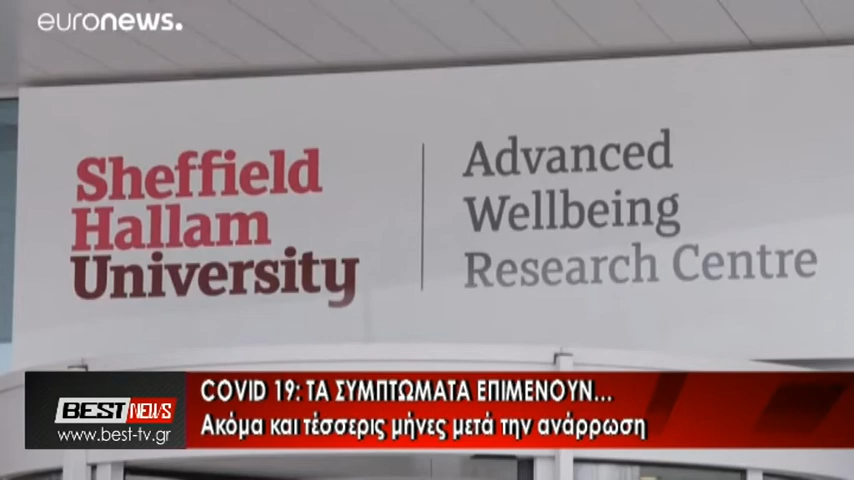 euronews.
Sheffield
Hallam
University
Advanced
Wellbeing
Research Centre
COVID 19: ΤΑ ΣΥΜΠΤΩΜΑΤΑ ΕΠΙΜΕΝΟΥΝ...
Ακόμα και τέσσερις μήνες μετά την ανάρρωση
BEST NEWS
www.best-tv.gr